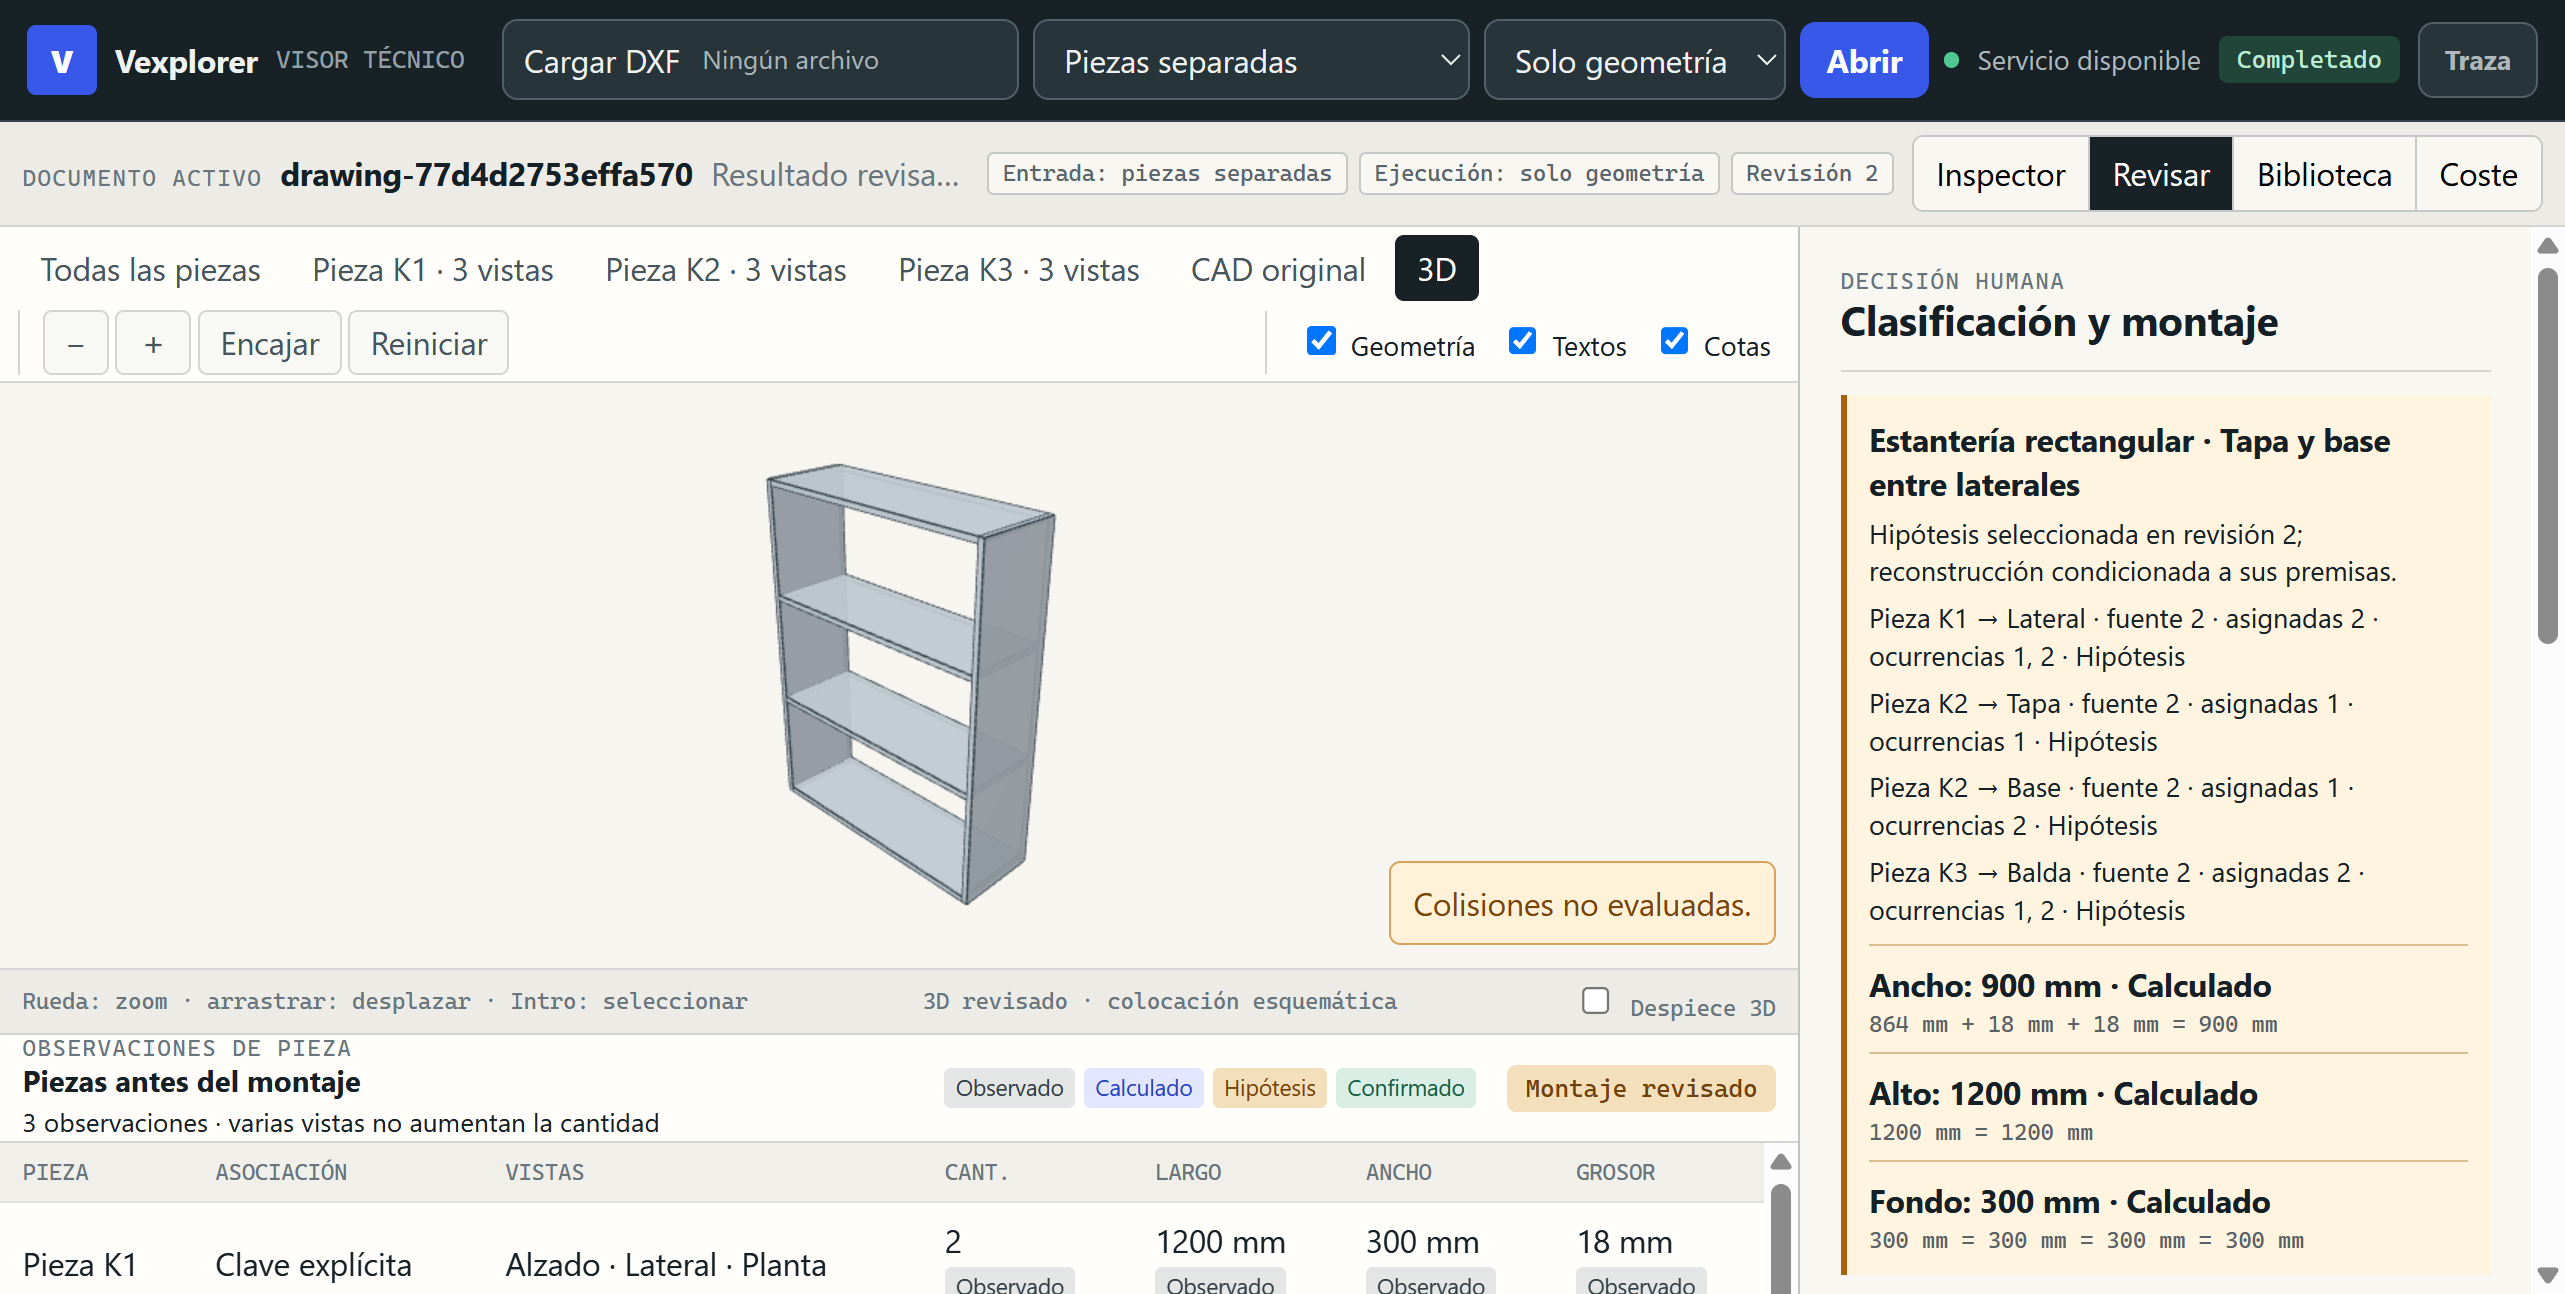 v Vexplorer VISOR TÉCNICO Cargar DXF Ningún archivo Piezas separadas Solo geometría Abrir Servicio disponible Completado Traza
DOCUMENTO ACTIVO drawing-77d4d2753effa570 Resultado revisa... Entrada: piezas separadas Ejecución: solo geometría Revisión 2 Inspector Revisar Biblioteca Coste
Todas las piezas Pieza K1 · 3 vistas Pieza K2 · 3 vistas Pieza K3 · 3 vistas CAD original 3D
− + Encajar Reiniciar Geometría Textos Cotas
Colisiones no evaluadas.
Rueda: zoom · arrastrar: desplazar · Intro: seleccionar 3D revisado · colocación esquemática Despiece 3D
OBSERVACIONES DE PIEZA
Piezas antes del montaje
3 observaciones · varias vistas no aumentan la cantidad
Observado Calculado Hipótesis Confirmado Montaje revisado
PIEZA ASOCIACIÓN VISTAS CANT. LARGO ANCHO GROSOR
Pieza K1 Clave explícita Alzado · Lateral · Planta 2 1200 mm 300 mm 18 mm
Observado Observado Observado Observado
DECISIÓN HUMANA
Clasificación y montaje
Estantería rectangular · Tapa y base
entre laterales
Hipótesis seleccionada en revisión 2;
reconstrucción condicionada a sus premisas.
Pieza K1 → Lateral · fuente 2 · asignadas 2 ·
ocurrencias 1, 2 · Hipótesis
Pieza K2 → Tapa · fuente 2 · asignadas 1 ·
ocurrencias 1 · Hipótesis
Pieza K2 → Base · fuente 2 · asignadas 1 ·
ocurrencias 2 · Hipótesis
Pieza K3 → Balda · fuente 2 · asignadas 2 ·
ocurrencias 1, 2 · Hipótesis
Ancho: 900 mm · Calculado
864 mm + 18 mm + 18 mm = 900 mm
Alto: 1200 mm · Calculado
1200 mm = 1200 mm
Fondo: 300 mm · Calculado
300 mm = 300 mm = 300 mm = 300 mm